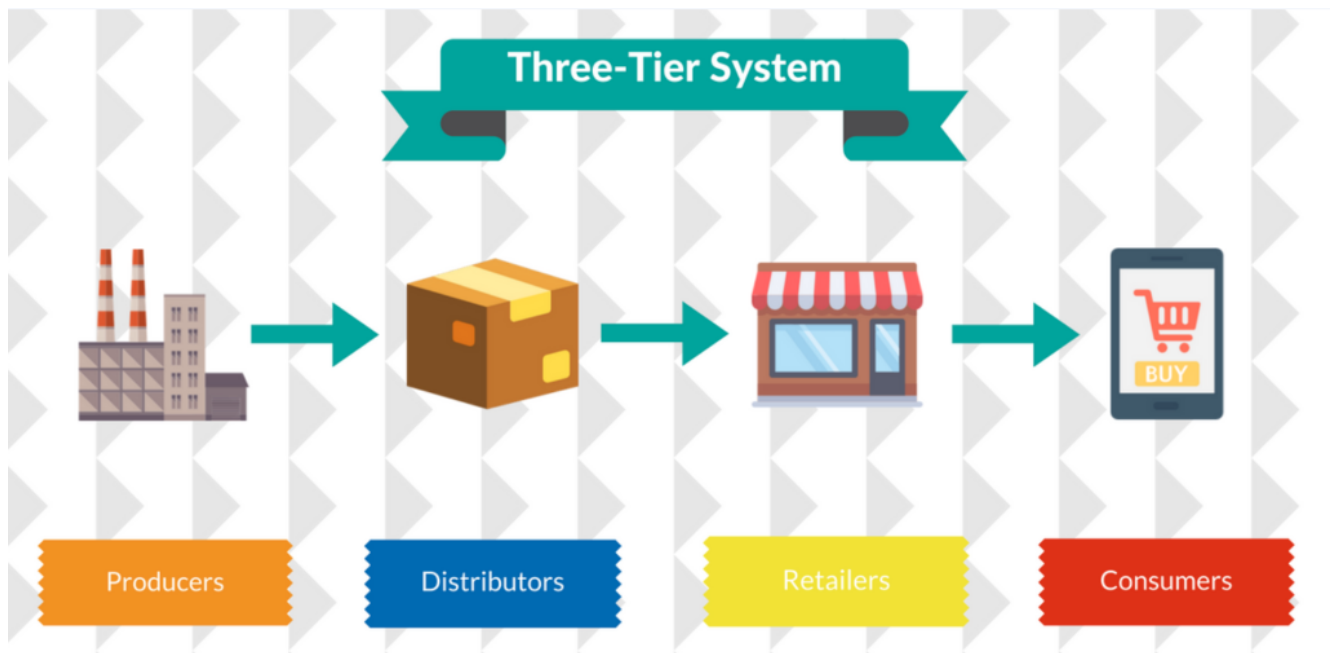 Three-Tier System
BUY
Producers
Distributors
Retailers
Consumers